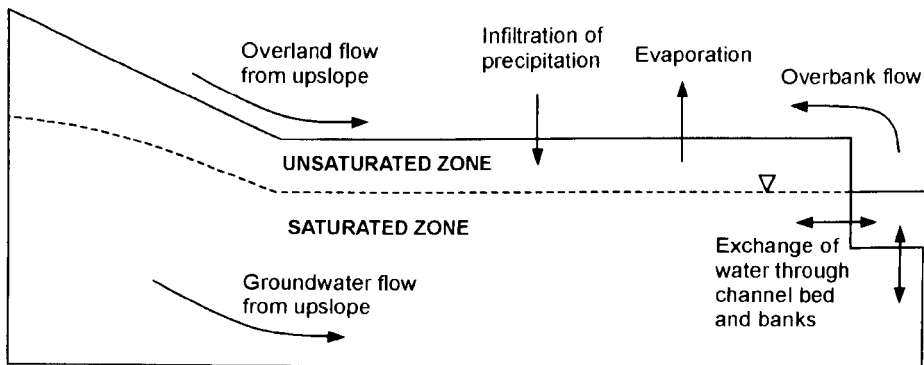 Overland flow
from upslope
Infiltration of
precipitation
Evaporation
Overbank flow
UNSATURATED ZONE
SATURATED ZONE
Groundwater flow
from upslope
Exchange of
water through
channel bed
and banks